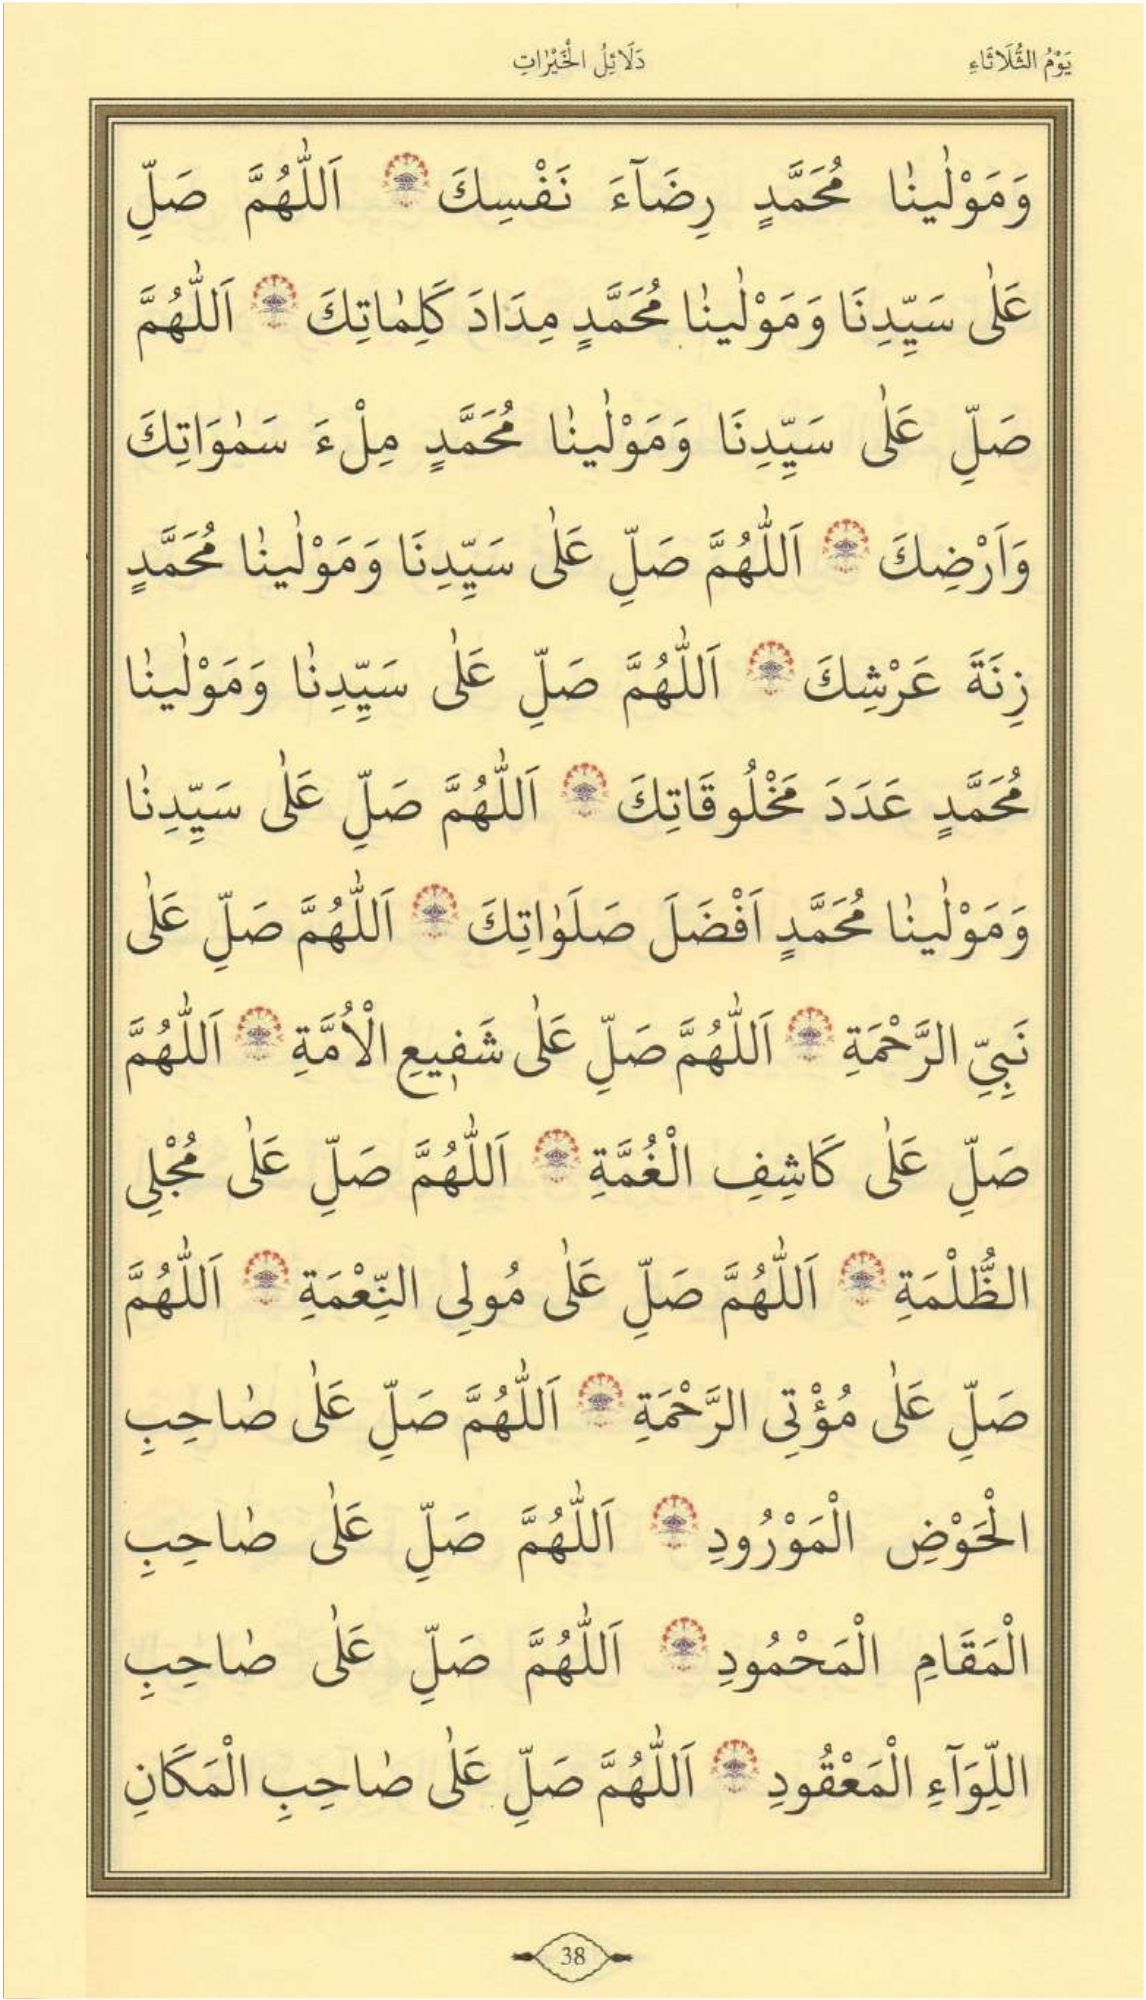 يَوْمُ الثُّلَاثَاءِ
دَلَائِلُ الْخَيْرَاتِ
وَمَوْلٰينٰا مُحَمَّدٍ رِضَآءَ نَفْسِكَ اَللّٰهُمَّ صَلِّ
عَلٰى سَيِّدِنَا وَمَوْلٰينٰا مُحَمَّدٍ مِدَادَ كَلِمٰاتِكَ اَللّٰهُمَّ
صَلِّ عَلٰى سَيِّدِنَا وَمَوْلٰينٰا مُحَمَّدٍ مِلْءَ سَمٰوَاتِكَ
وَاَرْضِكَ اَللّٰهُمَّ صَلِّ عَلٰى سَيِّدِنَا وَمَوْلٰينٰا مُحَمَّدٍ
زِنَةَ عَرْشِكَ اَللّٰهُمَّ صَلِّ عَلٰى سَيِّدِنٰا وَمَوْلٰينٰا
مُحَمَّدٍ عَدَدَ مَخْلُوقَاتِكَ اَللّٰهُمَّ صَلِّ عَلٰى سَيِّدِنٰا
وَمَوْلٰينٰا مُحَمَّدٍ اَفْضَلَ صَلَوٰاتِكَ اَللّٰهُمَّ صَلِّ عَلٰى
نَبِيِّ الرَّحْمَةِ اَللّٰهُمَّ صَلِّ عَلٰى شَفٖيعِ الْاُمَّةِ اَللّٰهُمَّ
صَلِّ عَلٰى كَاشِفِ الْغُمَّةِ اَللّٰهُمَّ صَلِّ عَلٰى مُجْلِي
الظُّلْمَةِ اَللّٰهُمَّ صَلِّ عَلٰى مُولِي النِّعْمَةِ اَللّٰهُمَّ
صَلِّ عَلٰى مُؤْتِى الرَّحْمَةِ اَللّٰهُمَّ صَلِّ عَلٰى صٰاحِبِ
الْحَوْضِ الْمَوْرُودِ اَللّٰهُمَّ صَلِّ عَلٰى صٰاحِبِ
الْمَقَامِ الْمَحْمُودِ اَللّٰهُمَّ صَلِّ عَلٰى صٰاحِبِ
اللِّوَآءِ الْمَعْقُودِ اَللّٰهُمَّ صَلِّ عَلٰى صٰاحِبِ الْمَكَانِ
38